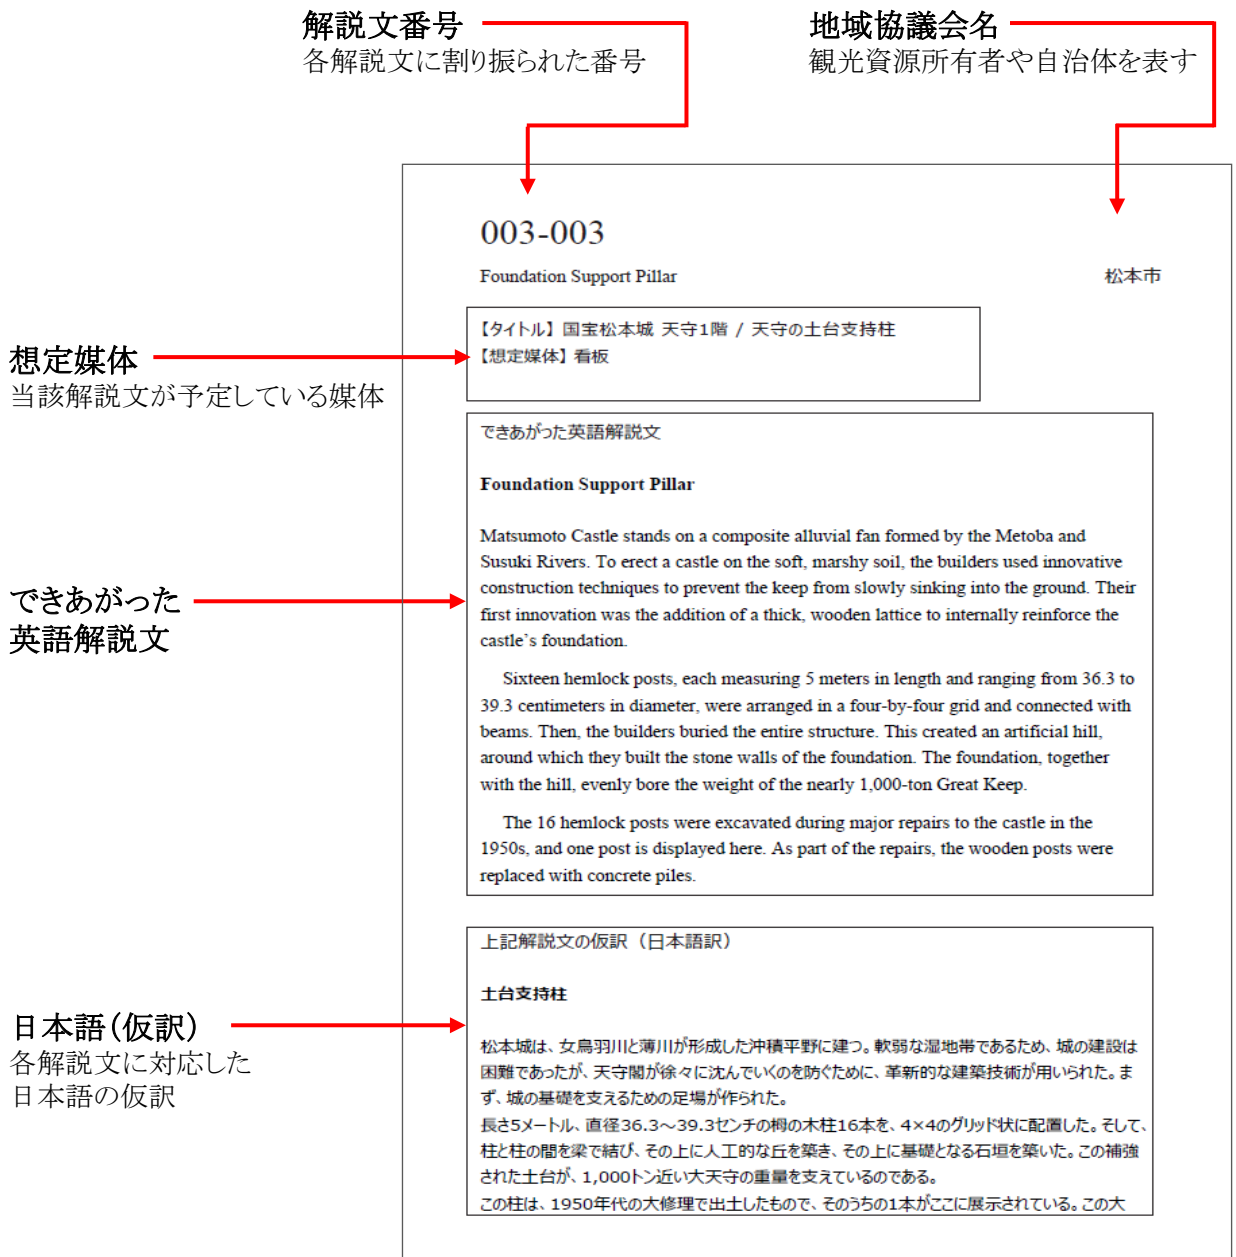 解説文番号
各解説文に割り振られた番号
地域協議会名
観光資源所有者や自治体を表す
003-003
Foundation Support Pillar
松本市
【タイトル】国宝松本城 天守1階 / 天守の土台支持柱
【想定媒体】看板
想定媒体
当該解説文が予定している媒体
できあがった英語解説文
Foundation Support Pillar
Matsumoto Castle stands on a composite alluvial fan formed by the Metoba and
Susuki Rivers. To erect a castle on the soft, marshy soil, the builders used innovative
construction techniques to prevent the keep from slowly sinking into the ground. Their
first innovation was the addition of a thick, wooden lattice to internally reinforce the
castle's foundation.
Sixteen hemlock posts, each measuring 5 meters in length and ranging from 36.3 to
39.3 centimeters in diameter, were arranged in a four-by-four grid and connected with
beams. Then, the builders buried the entire structure. This created an artificial hill,
around which they built the stone walls of the foundation. The foundation, together
with the hill, evenly bore the weight of the nearly 1,000-ton Great Keep.
The 16 hemlock posts were excavated during major repairs to the castle in the
1950s, and one post is displayed here. As part of the repairs, the wooden posts were
replaced with concrete piles.
できあがった
英語解説文
上記解説文の仮訳（日本語訳）
土台支持柱
松本城は、女鳥羽川と薄川が形成した沖積平野に建つ。軟弱な湿地帯であるため、城の建設は
困難であったが、天守閣が徐々に沈んでいくのを防ぐために、革新的な建築技術が用いられた。ま
ず、城の基礎を支えるための足場が作られた。
長さ5メートル、直径36.3～39.3センチの栂の木柱16本を、4×4のグリッド状に配置した。そして、
柱と柱の間を梁で結び、その上に人工的な丘を築き、その上に基礎となる石垣を築いた。この補強
された土台が、1,000トン近い大天守の重量を支えているのである。
この柱は、1950年代の大修理で出土したもので、そのうちの1本がここに展示されている。この大
日本語（仮訳）
各解説文に対応した
日本語の仮訳